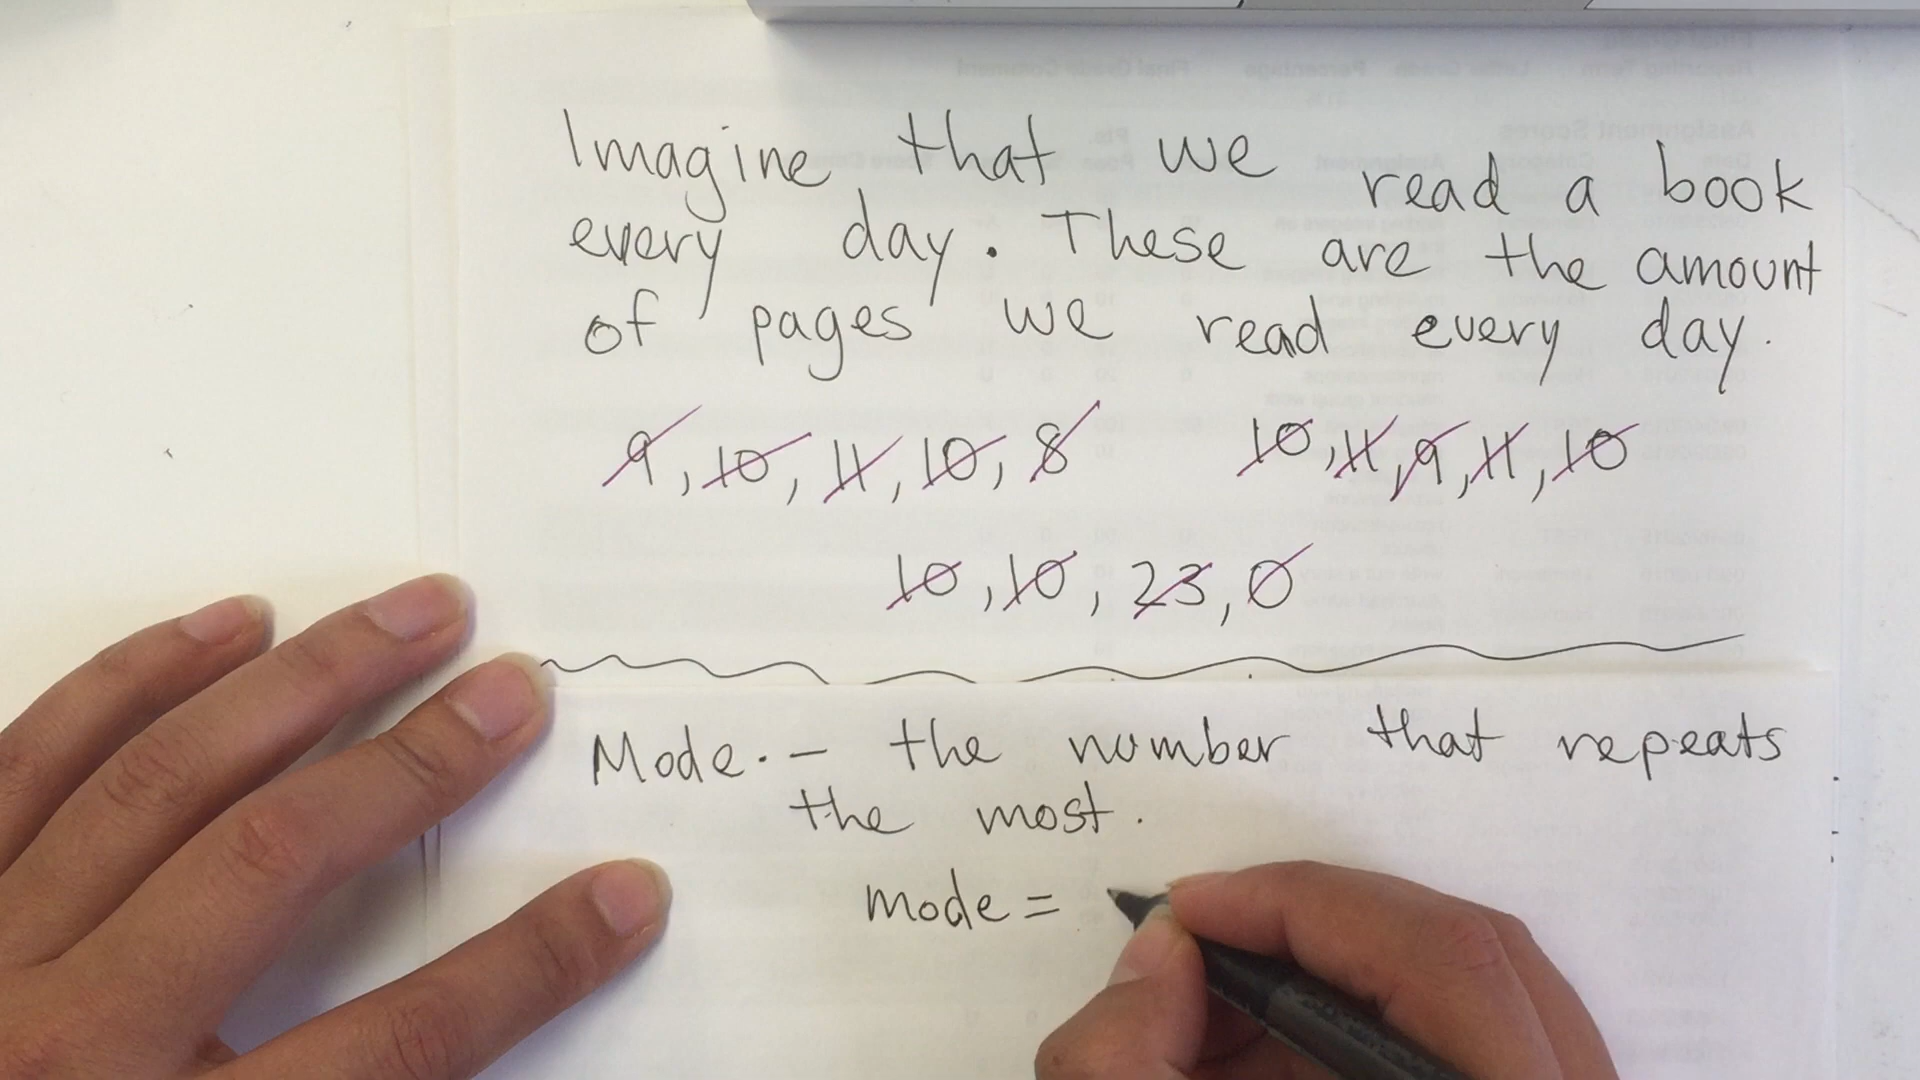 Imagine that we read a book
every day. These are the amount
of pages we read every day.
9, 10, 11, 10, 8 10, 11, 9, 11, 10
10, 10, 23, 0
Mode. - the number that repeats
the most.
mode =